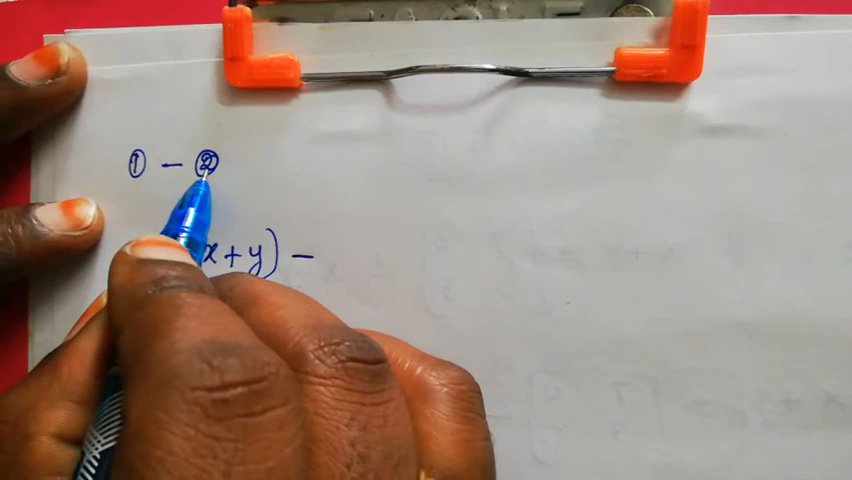 ① - ②
x + y) -